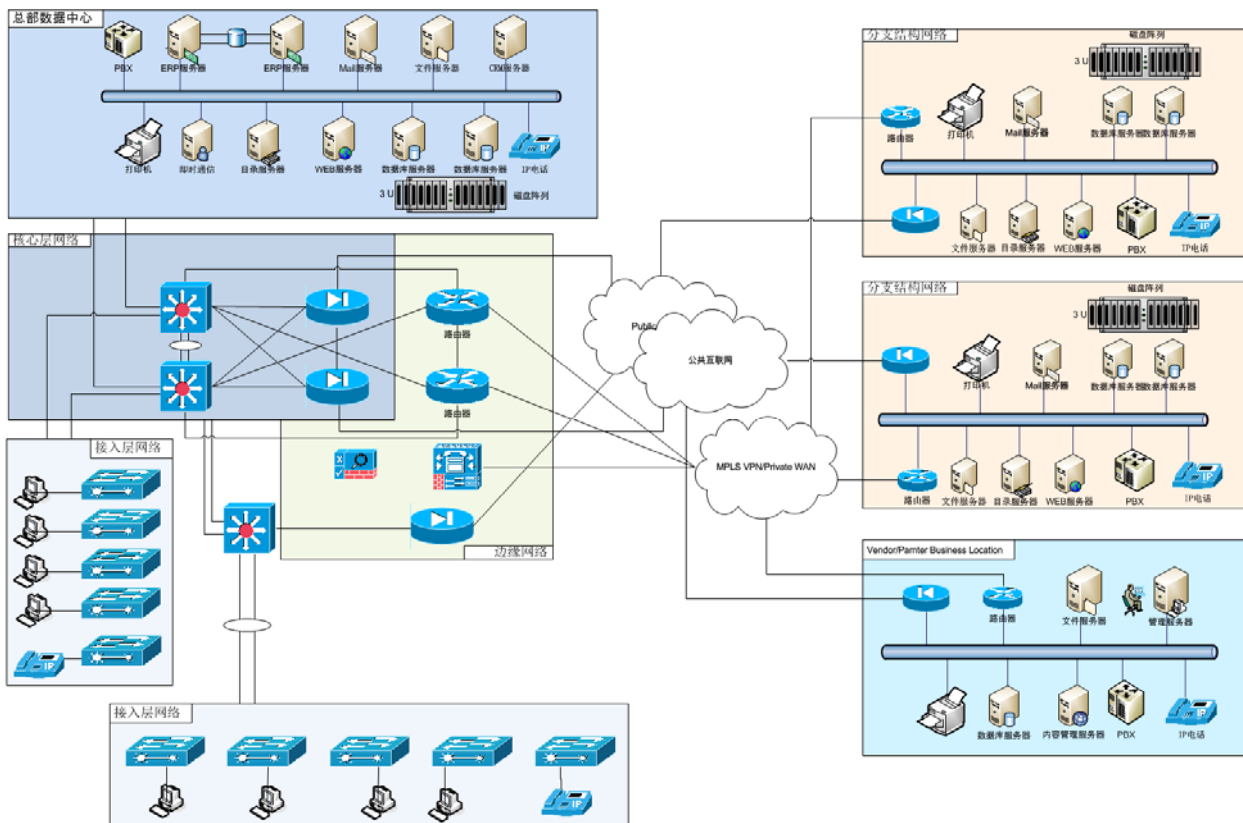 总部数据中心
PBX
ERP服务器
ERP服务器
Mail服务器
文件服务器
CRM服务器
打印机
即时通信
目录服务器
WEB服务器
数据库服务器
数据库服务器
IP
IP电话
3 U
磁盘阵列
核心层网络
路由器
路由器
边缘网络
接入层网络
IP
接入层网络
IP
Public
公共互联网
MPLS VPN/Private WAN
分支结构网络
磁盘阵列
3 U
路由器
打印机
Mail服务器
数据库服务器
数据库服务器
文件服务器
目录服务器
WEB服务器
PBX
IP
IP电话
分支结构网络
磁盘阵列
3 U
打印机
Mail服务器
数据库服务器
数据库服务器
路由器
文件服务器
目录服务器
WEB服务器
PBX
IP
IP电话
Vendor/Parnter Business Location
路由器
文件服务器
管理服务器
数据库服务器
内容管理服务器
PBX
IP
IP电话